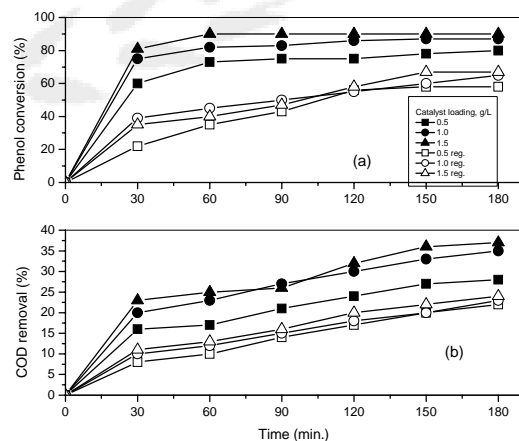 100
80
60
40
20
0
Phenol conversion (%)
0 30 60 90 120 150 180
Catalyst loading, g/L
0.5
1.0
1.5
0.5 reg.
1.0 reg.
1.5 reg.
(a)
40
35
30
25
20
15
10
5
0
COD removal (%)
(b)
0 30 60 90 120 150 180
Time (min.)